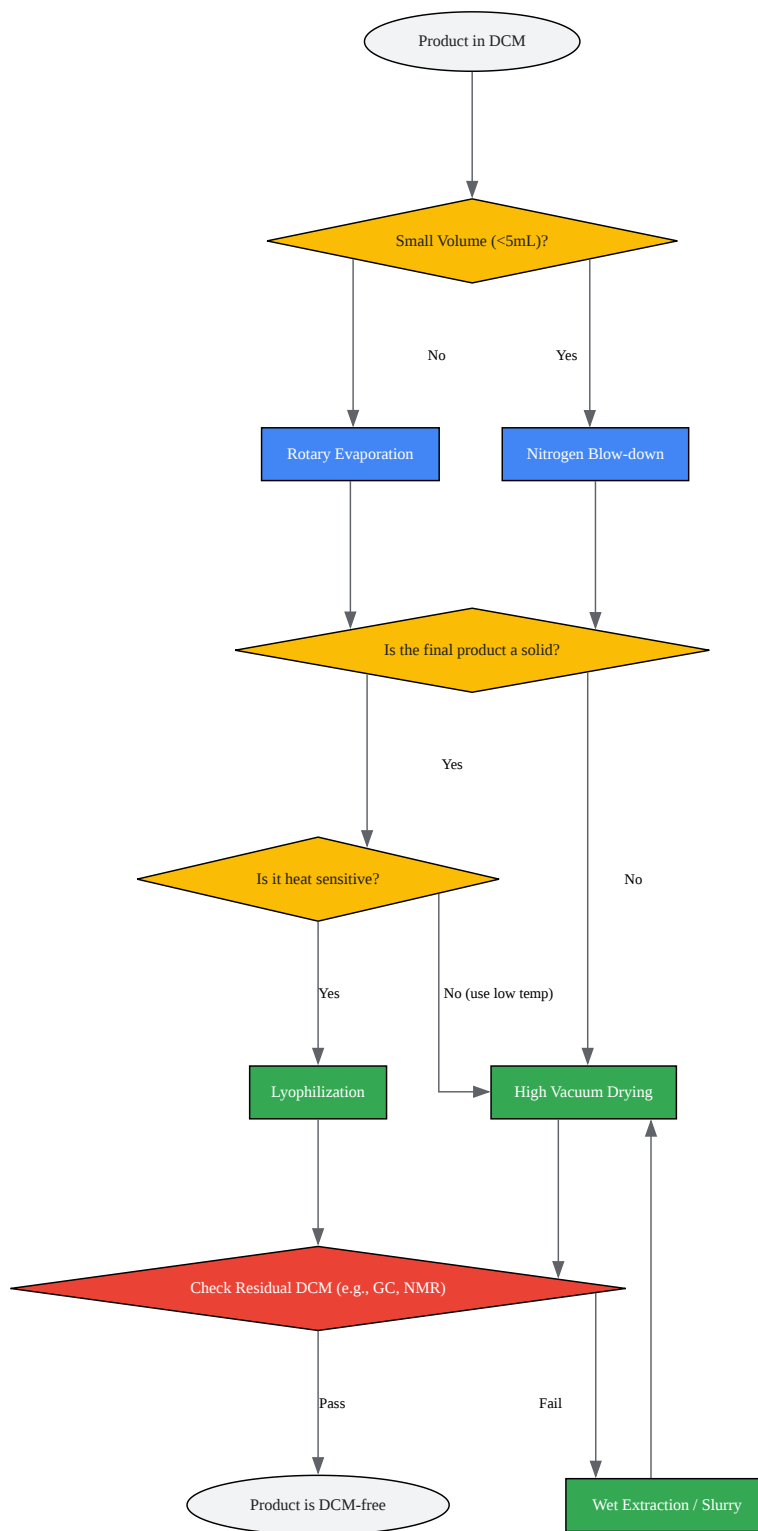 Product in DCM
Small Volume (<5mL)?
No
Yes
Rotary Evaporation
Nitrogen Blow-down
Is the final product a solid?
Yes
Is it heat sensitive?
No
Yes
No (use low temp)
Lyophilization
High Vacuum Drying
Check Residual DCM (e.g., GC, NMR)
Pass
Fail
Product is DCM-free
Wet Extraction / Slurry